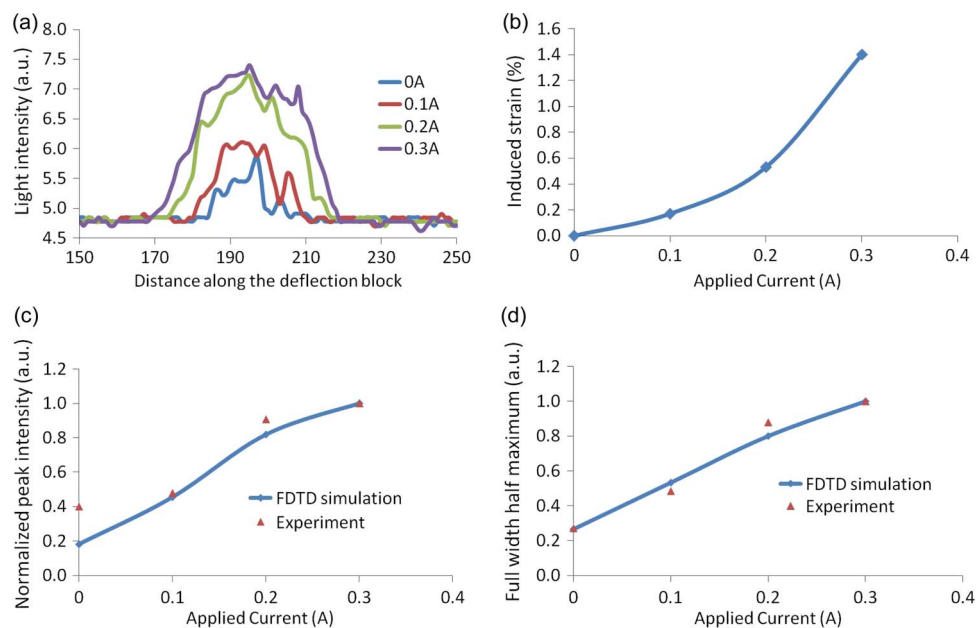 (a)
Light intensity (a.u.)
8.0
7.5
7.0
6.5
6.0
5.5
5.0
4.5
150
170
190
210
230
250
Distance along the deflection block
0A
0.1A
0.2A
0.3A
(b)
Induced strain (%)
1.4
1.2
1.0
0.8
0.6
0.4
0.2
0.0
0
0.1
0.2
0.3
0.4
Applied Current (A)
(c)
Normalized peak intensity (a.u.)
1.2
1.0
0.8
0.6
0.4
0.2
0.0
0
0.1
0.2
0.3
0.4
Applied Current (A)
FDTD simulation
Experiment
(d)
Full width half maximum (a.u.)
1.2
1.0
0.8
0.6
0.4
0.2
0.0
0
0.1
0.2
0.3
0.4
Applied Current (A)
FDTD simulation
Experiment